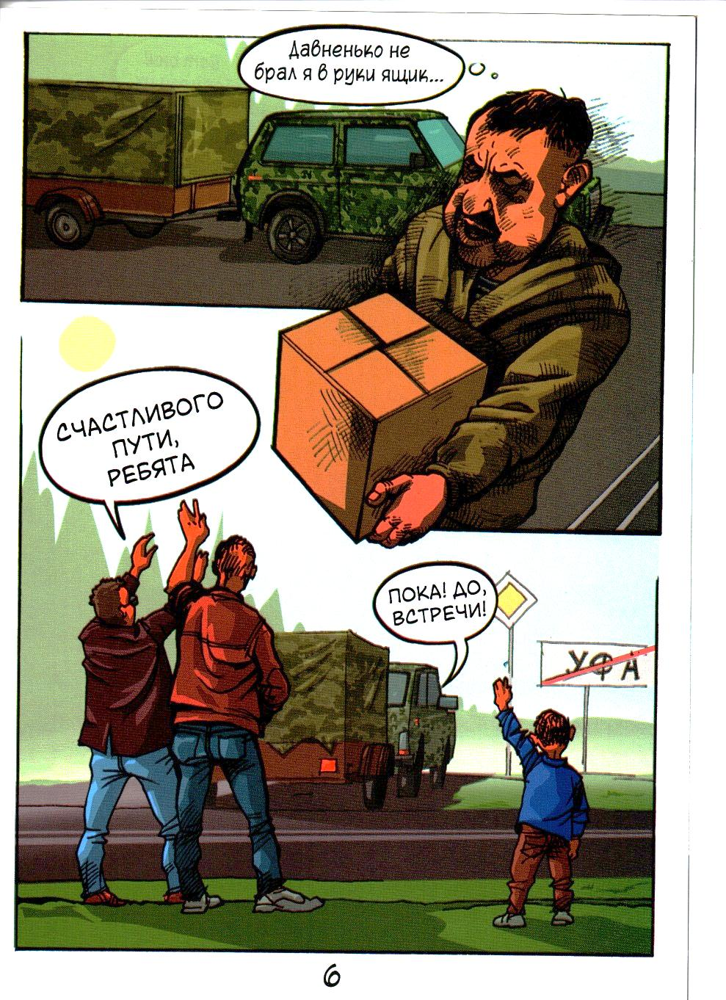 Давненько не
брал я в руки ящик...
СЧАСТЛИВОГО
ПУТИ,
РЕБЯТА
ПОКА! ДО,
ВСТРЕЧИ!
УФА
6